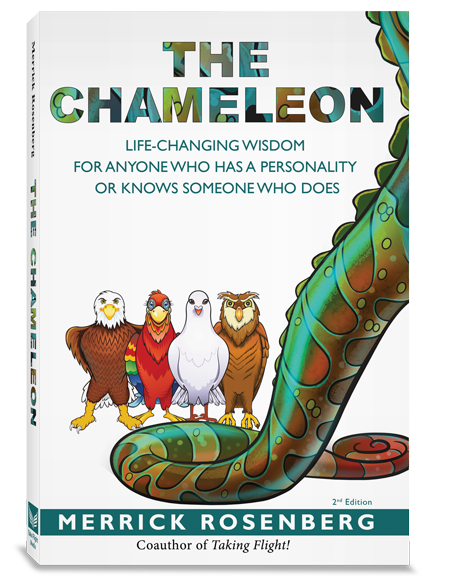 THE
CHAMELEON
LIFE-CHANGING WISDOM
FOR ANYONE WHO HAS A PERSONALITY
OR KNOWS SOMEONE WHO DOES
2nd Edition
MERRICK ROSENBERG
Coauthor of Taking Flight!
Merrick Rosenberg
THE CHAMELEON